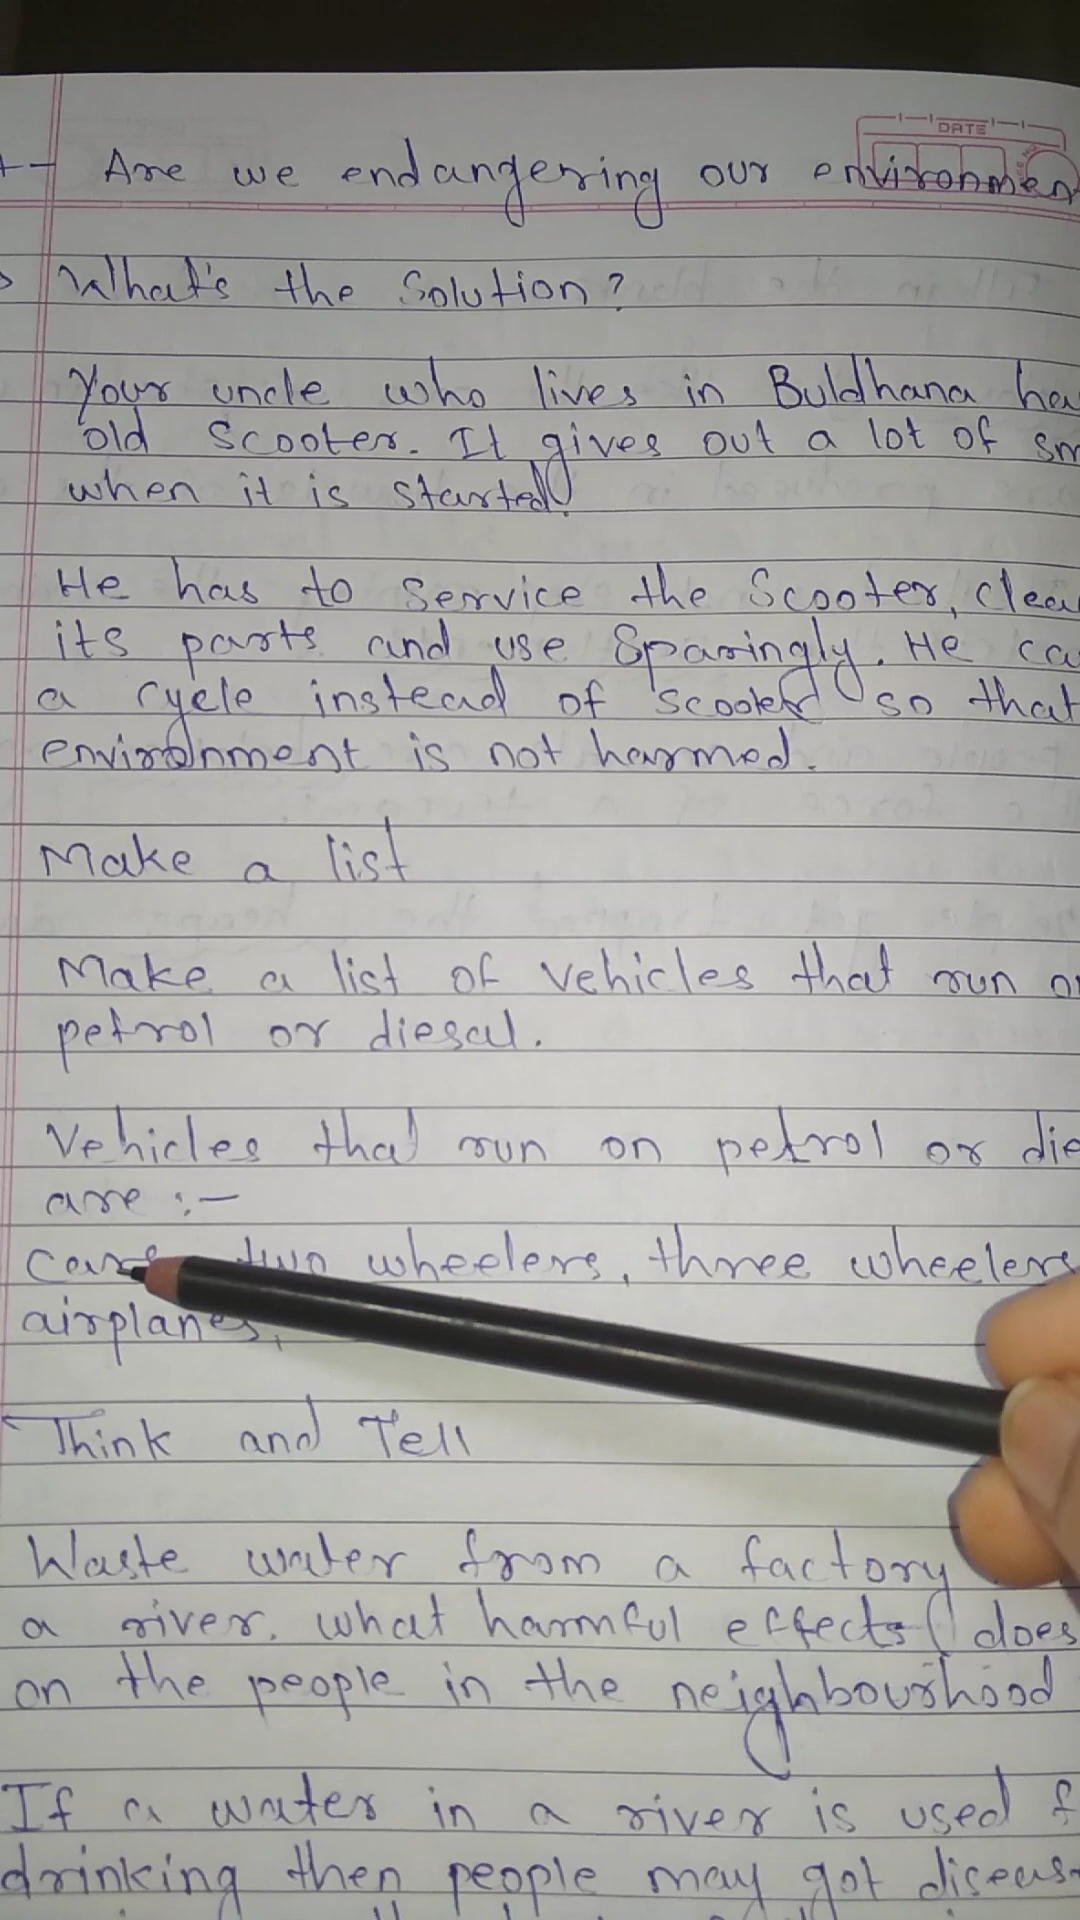 Are we endangering our environmen
DATE
What's the Solution?
Your uncle who lives in Buldhana ha
old Scooter. It gives out a lot of sm
when it is started.
He has to Service the Scooter, clea
its parts and use Sparingly. He ca
a cycle instead of scooter so that
environment is not harmed.
Make a list
Make a list of vehicles that run o
petrol or diesal.
Vehicles that run on petrol or die
are :-
Cars two wheelers, three wheelers
airplanes,
Think and Tell
Waste water from a factory
a river. what harmful effects does
on the people in the neighbourhood
If a water in a river is used f
drinking then people may got diseas